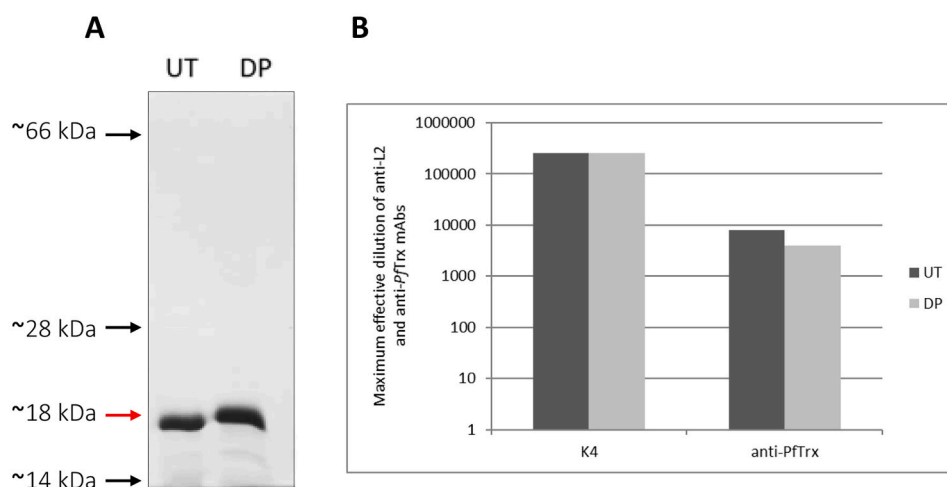 A
UT DP
~66 kDa
~28 kDa
~18 kDa
~14 kDa
B
Maximum effective dilution of anti-L2
and anti-PfTrx mAbs
1000000
100000
10000
1000
100
10
1
K4 anti-PfTrx
UT
DP